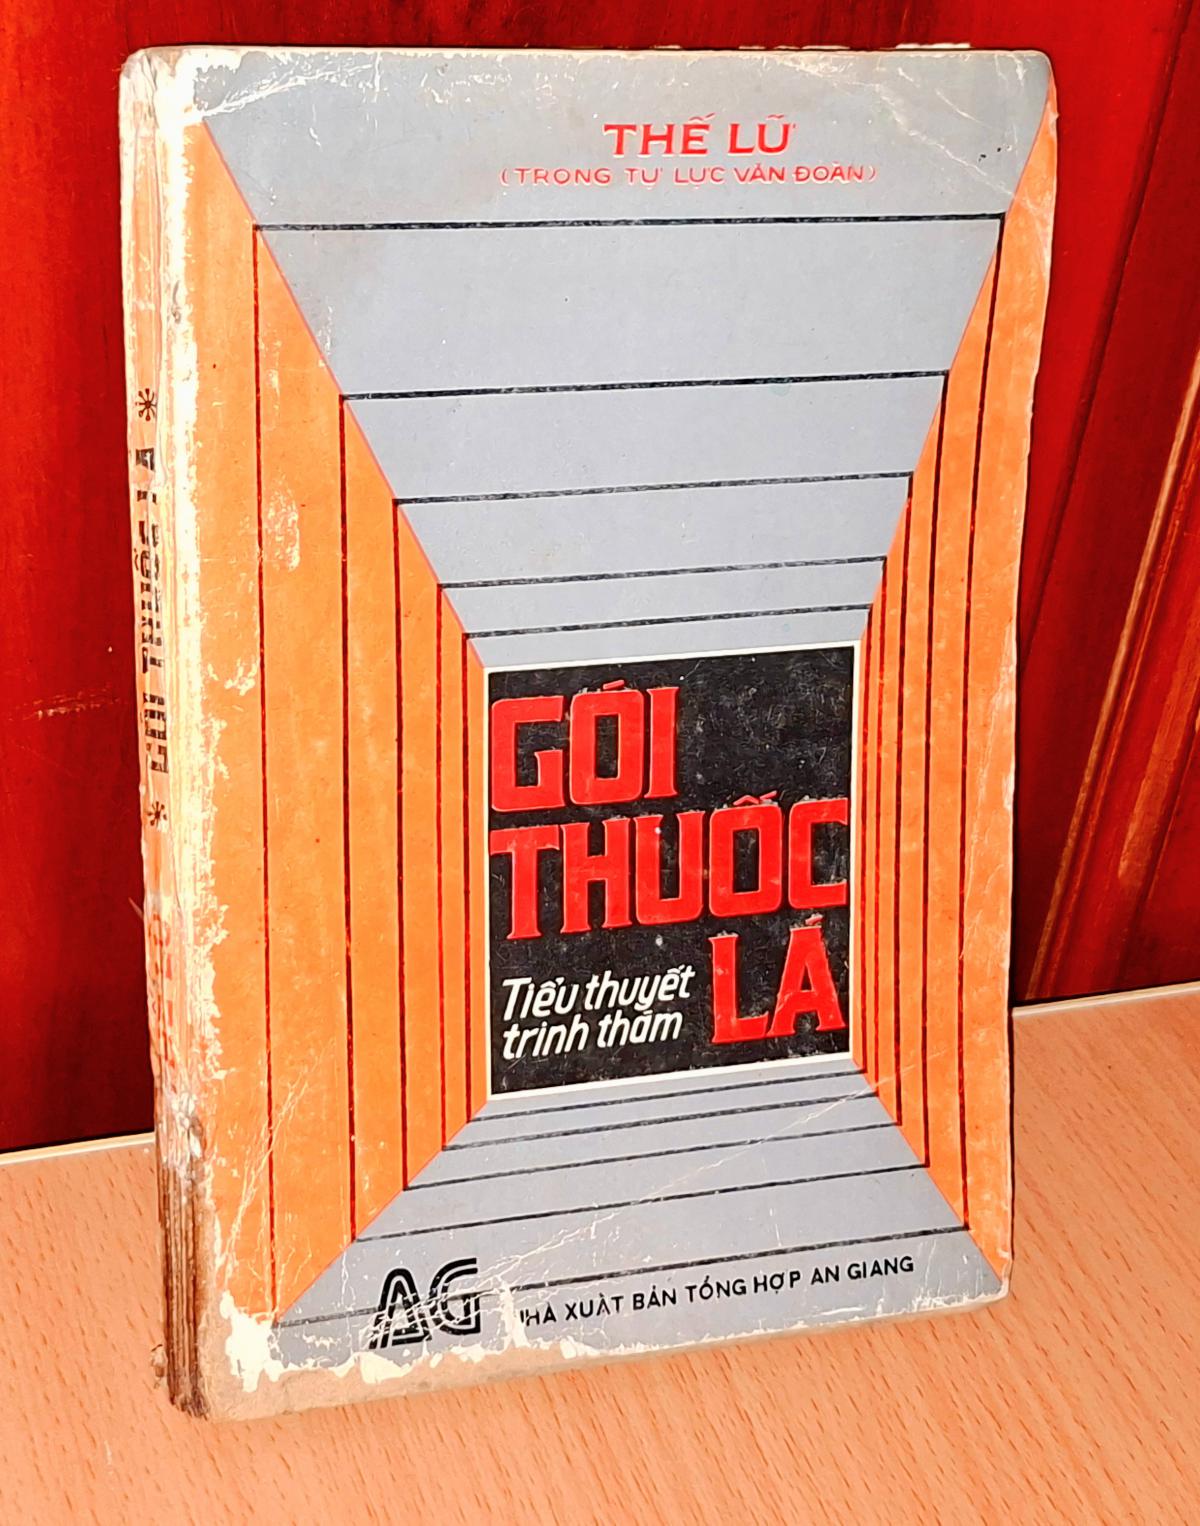 THẾ LỮ
(TRONG TỰ LỰC VĂN ĐOÀN)
GÓI
THUỐC
LÁ
Tiểu thuyết
trinh thám
AG
NHÀ XUẤT BẢN TỔNG HỢP AN GIANG